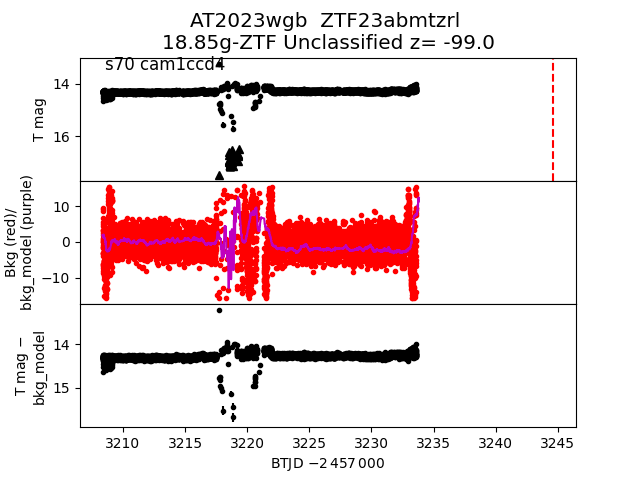 AT2023wgb  ZTF23abmtzrl
18.85g-ZTF Unclassified z= -99.0
s70 cam1ccd4
T mag
14
16
Bkg (red)/
bkg_model (purple)
10
0
−10
T mag −
bkg_model
14
15
3210 3215 3220 3225 3230 3235 3240 3245
BTJD −2 457 000